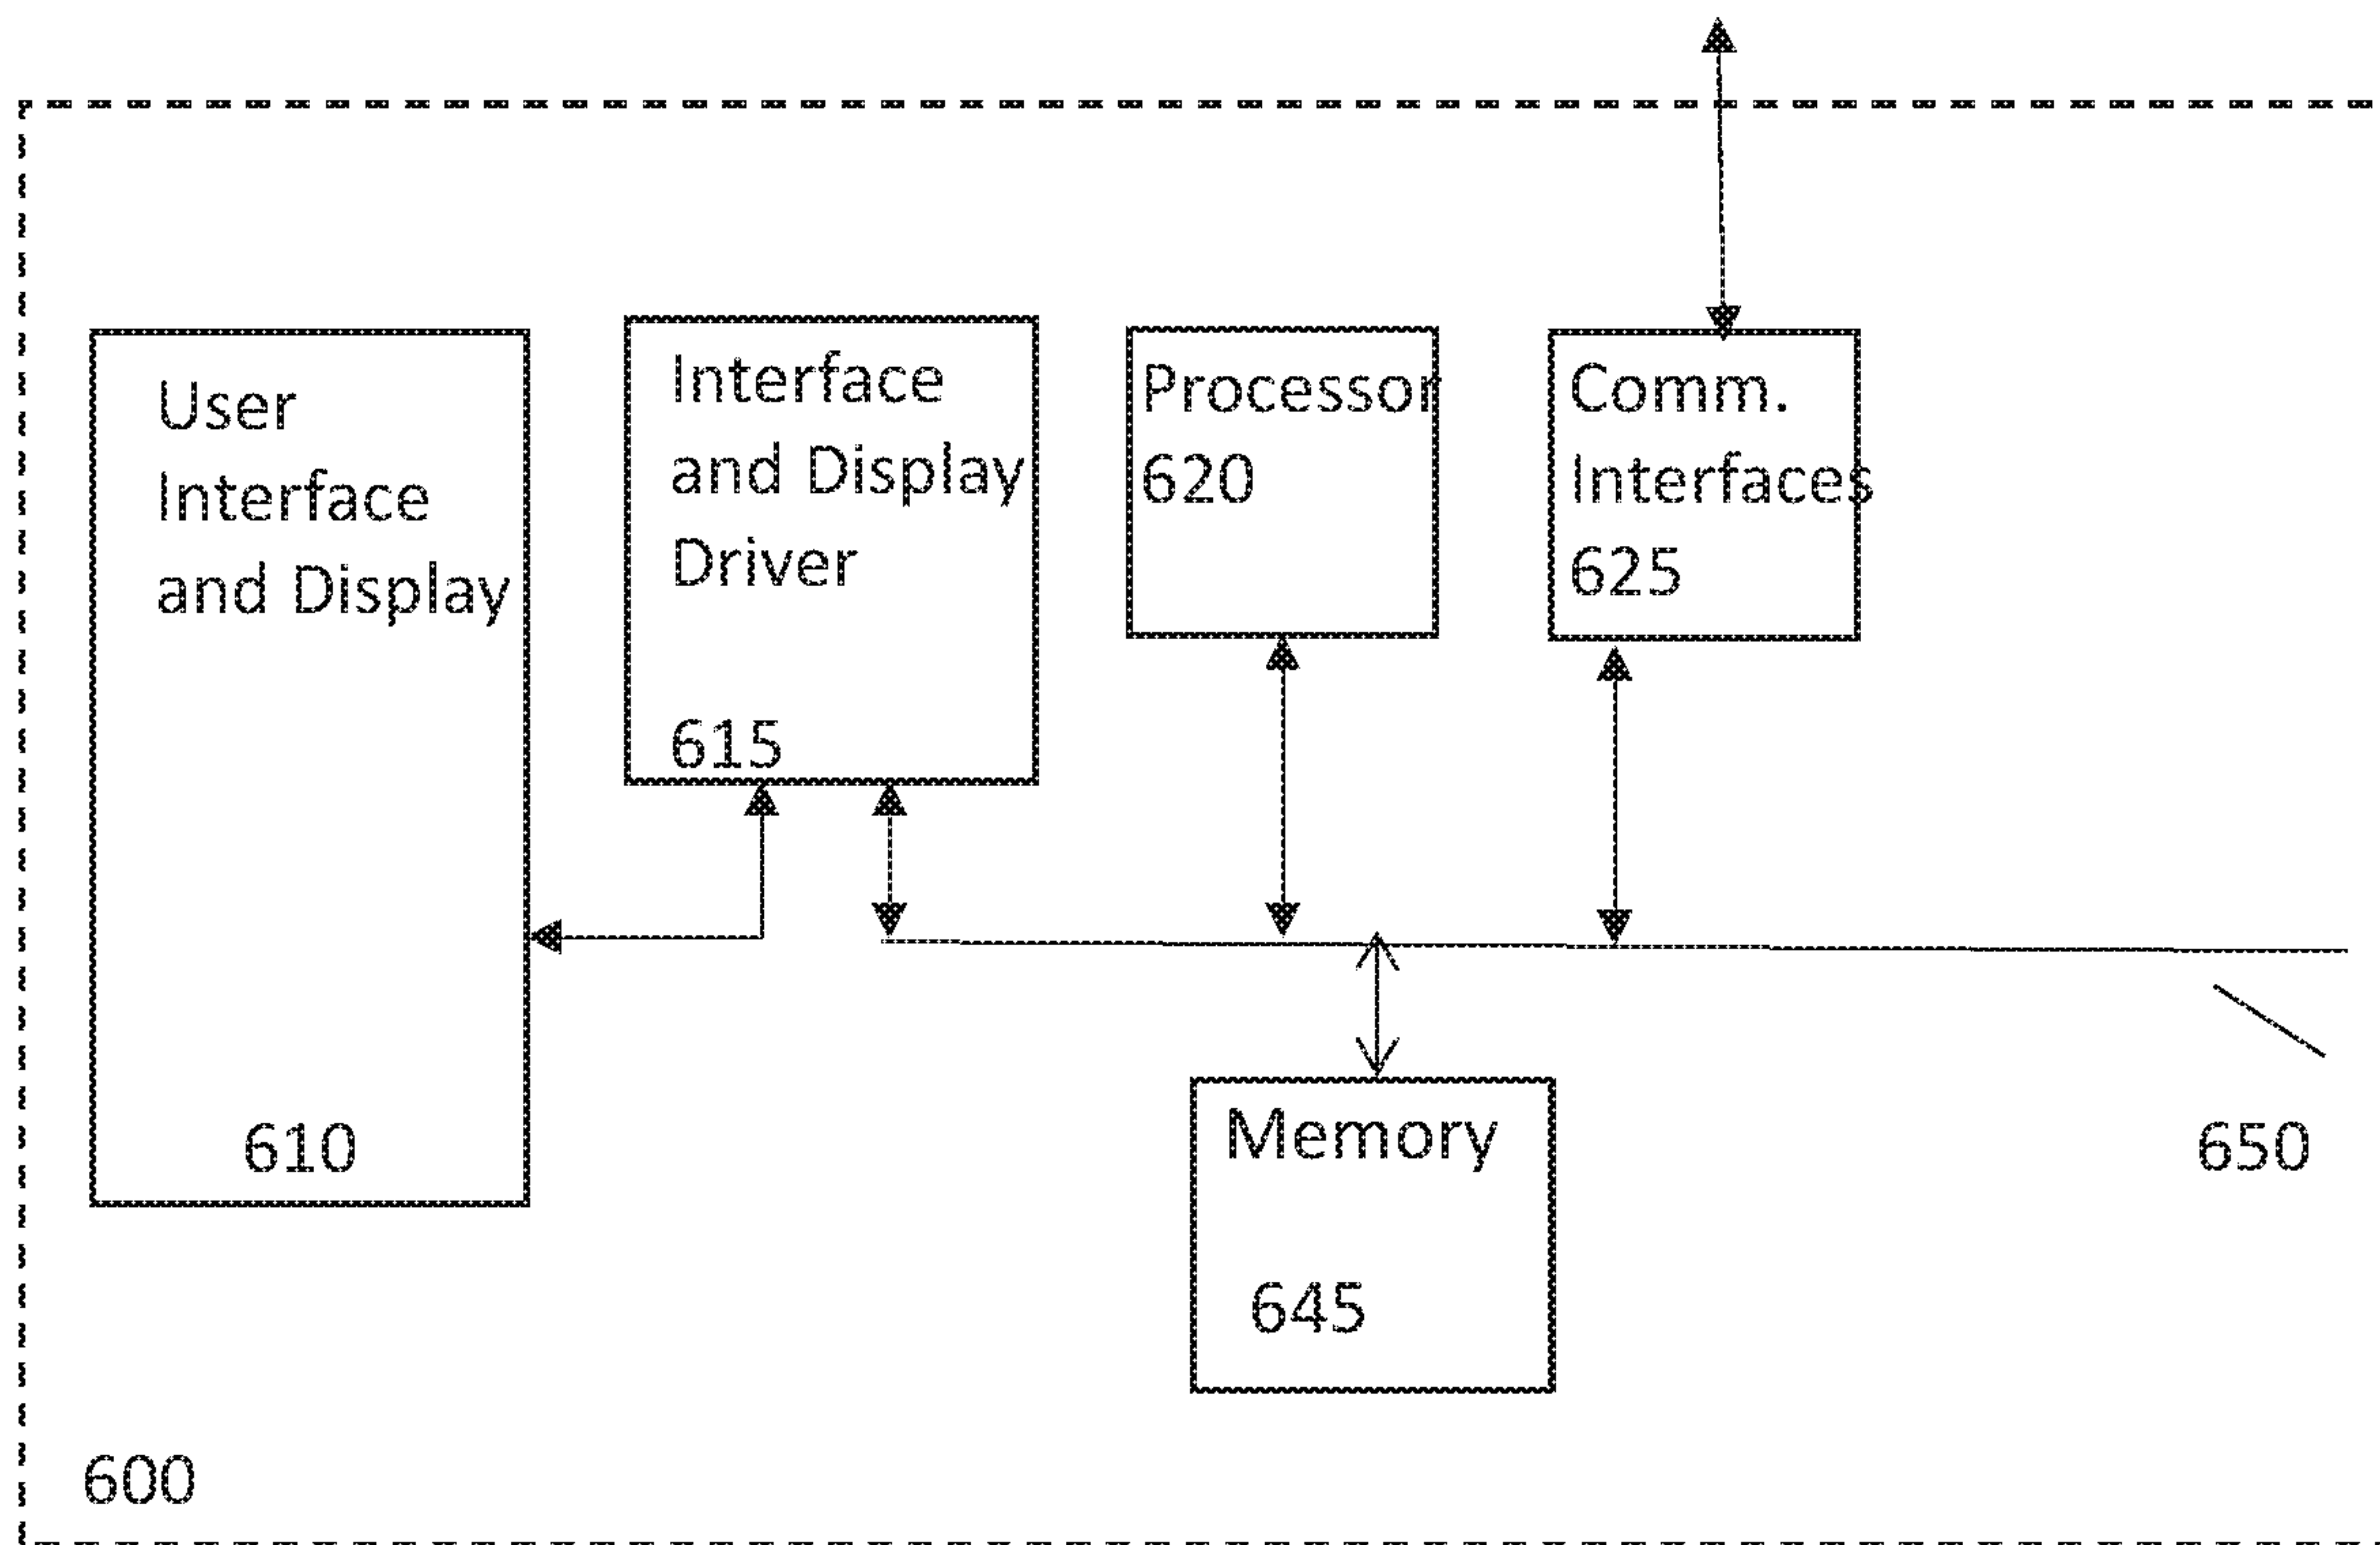 User
Interface
and Display
610
Interface
and Display
Driver
615
Processor
620
Comm.
Interfaces
625
Memory
645
650
600